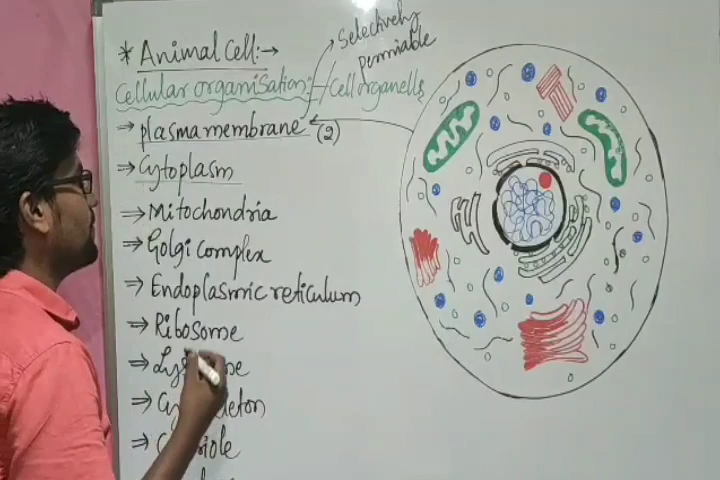 * Animal Cell:→
Selectively
permiable
Cellular organisation:-
Cell organells
→ plasma membrane (2)
→ Cytoplasm
⇒ Mitochondria
⇒ Golgi complex
⇒ Endoplasmic reticulum
⇒ Ribosome
⇒
⇒
⇒